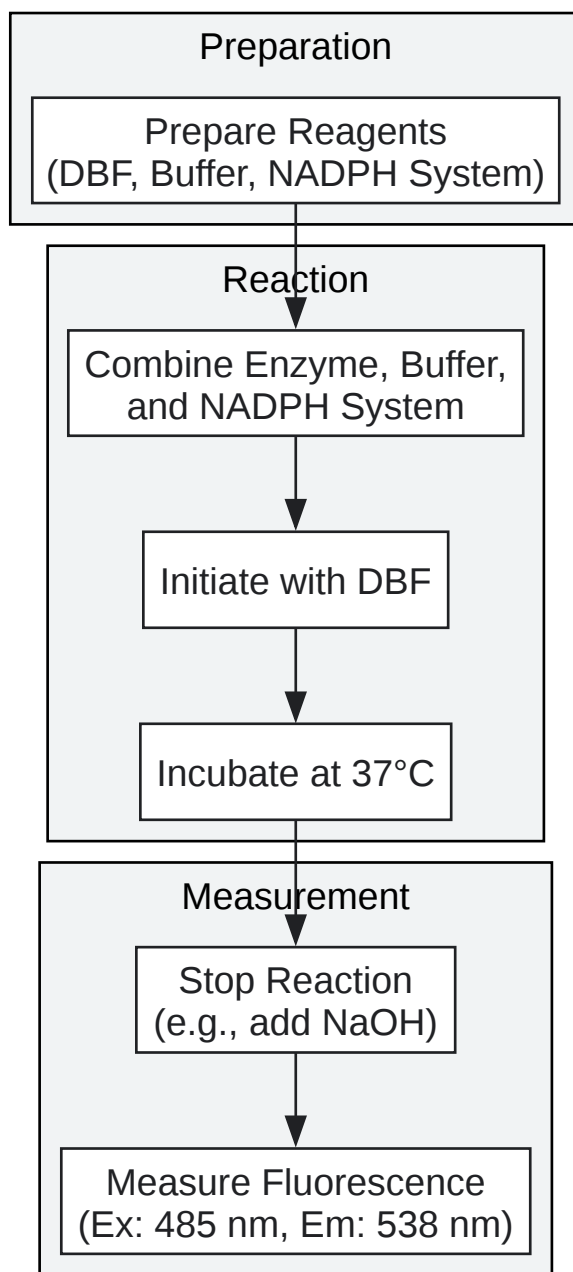 Preparation
Prepare Reagents
(DBF, Buffer, NADPH System)
Reaction
Combine Enzyme, Buffer,
and NADPH System
Initiate with DBF
Incubate at 37°C
Measurement
Stop Reaction
(e.g., add NaOH)
Measure Fluorescence
(Ex: 485 nm, Em: 538 nm)